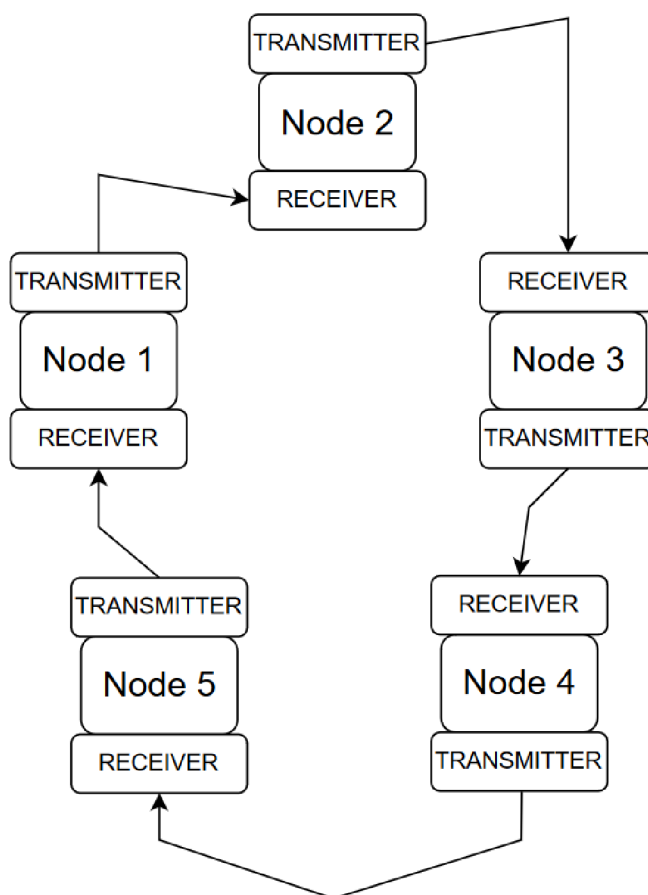 TRANSMITTER
Node 2
RECEIVER
TRANSMITTER
Node 1
RECEIVER
RECEIVER
Node 3
TRANSMITTER
TRANSMITTER
Node 5
RECEIVER
RECEIVER
Node 4
TRANSMITTER